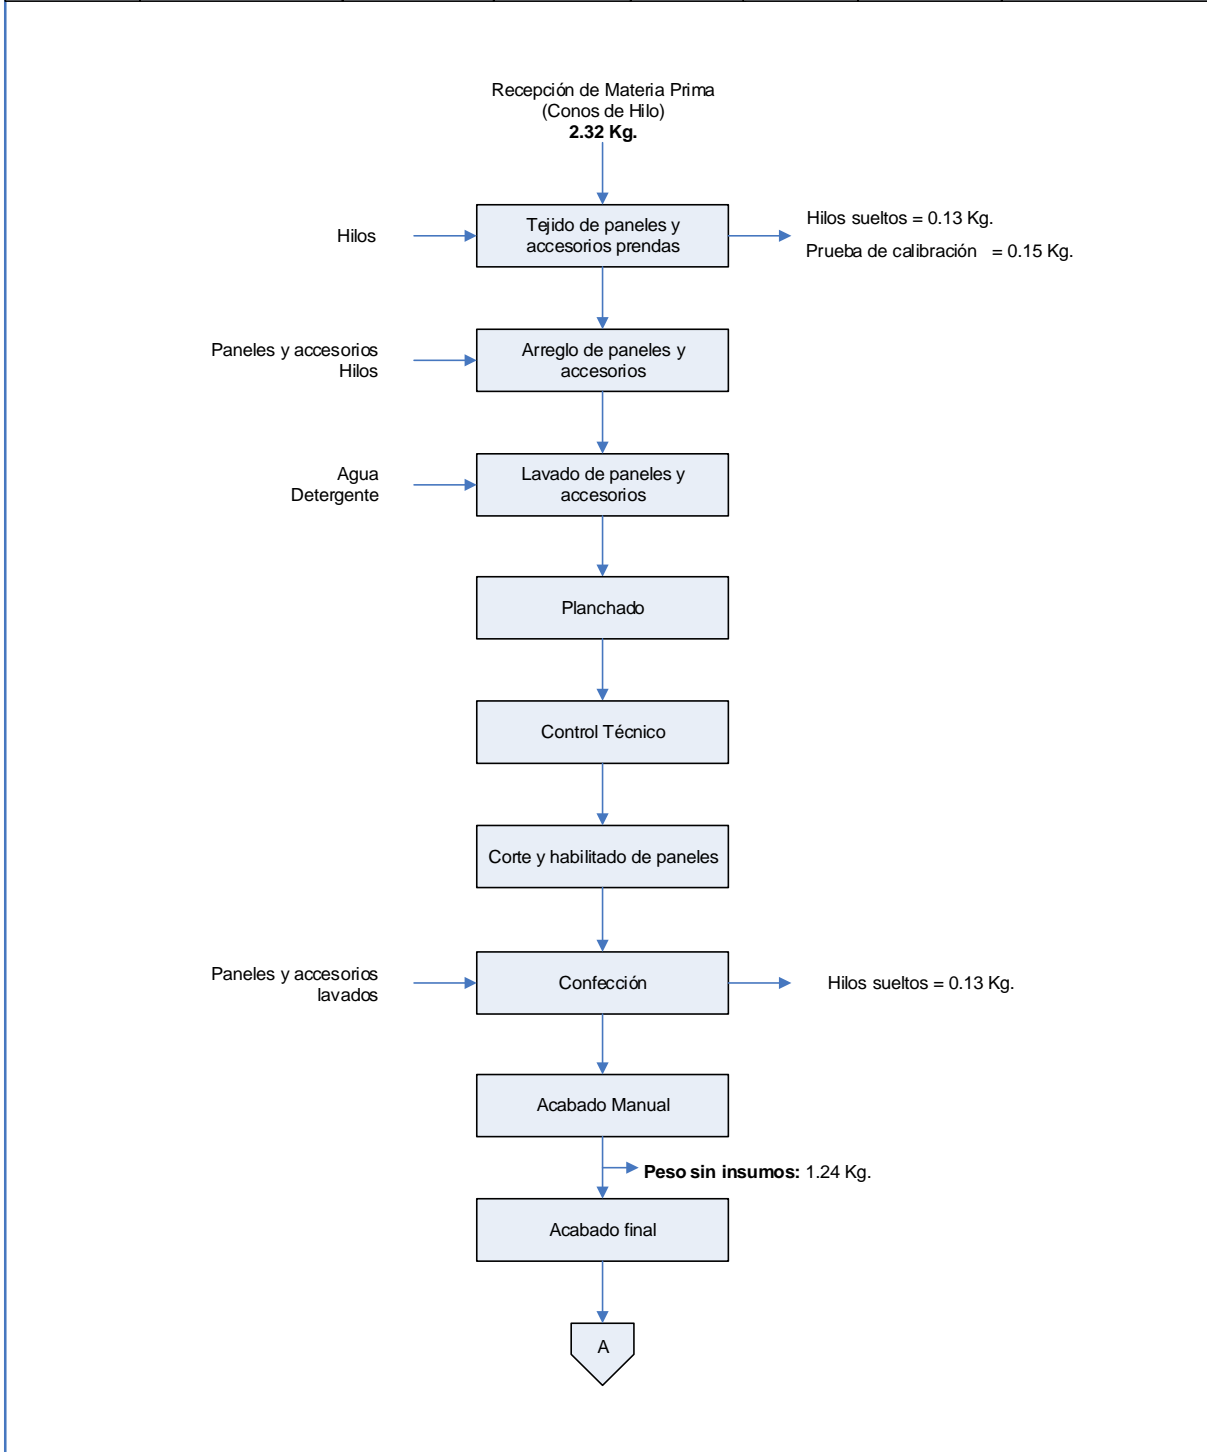 Recepción de Materia Prima
(Conos de Hilo)
2.32 Kg.
Hilos
Tejido de paneles y
accesorios prendas
Hilos sueltos = 0.13 Kg.
Prueba de calibración = 0.15 Kg.
Paneles y accesorios
Hilos
Arreglo de paneles y
accesorios
Agua
Detergente
Lavado de paneles y
accesorios
Planchado
Control Técnico
Corte y habilitado de paneles
Paneles y accesorios
lavados
Confección
Hilos sueltos = 0.13 Kg.
Acabado Manual
Peso sin insumos: 1.24 Kg.
Acabado final
A